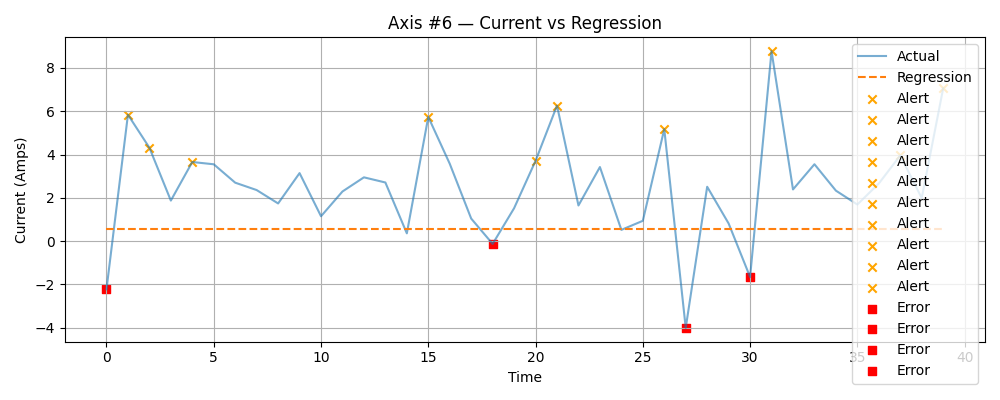 Axis #6 — Current vs Regression
Current (Amps)
8
6
4
2
0
−2
−4
0
5
10
15
20
25
30
35
40
Time
Actual
Regression
Alert
Alert
Alert
Alert
Alert
Alert
Alert
Alert
Alert
Alert
Error
Error
Error
Error